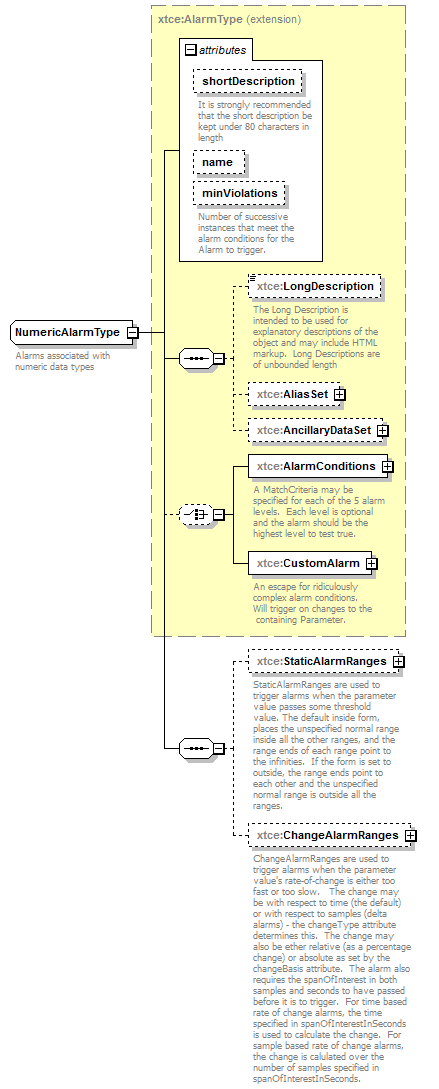 xtce:AlarmType (extension)
attributes
shortDescription
It is strongly recommended
that the short description be
kept under 80 characters in
length
name
minViolations
Number of successive
instances that meet the
alarm conditions for the
Alarm to trigger.
NumericAlarmType
Alarms associated with
numeric data types
xtce:LongDescription
The Long Description is
intended to be used for
explanatory descriptions of the
object and may include HTML
markup.  Long Descriptions are
of unbounded length
xtce:AliasSet
xtce:AncillaryDataSet
xtce:AlarmConditions
A MatchCriteria may be
specified for each of the 5 alarm
levels.  Each level is optional
and the alarm should be the
highest level to test true.
xtce:CustomAlarm
An escape for ridiculously
complex alarm conditions.
Will trigger on changes to the
containing Parameter.
xtce:StaticAlarmRanges
StaticAlarmRanges are used to
trigger alarms when the parameter
value passes some threshold
value. The default inside form,
places the unspecified normal range
inside all the other ranges, and the
range ends of each range point to
the infinities.  If the form is set to
outside, the range ends point to
each other and the unspecified
normal range is outside all the
ranges.
xtce:ChangeAlarmRanges
ChangeAlarmRanges are used to
trigger alarms when the parameter
value's rate-of-change is either too
fast or too slow.   The change may
be with respect to time (the default)
or with respect to samples (delta
alarms) - the changeType attribute
determines this.  The change may
also be ether relative (as a percentage
change) or absolute as set by the
changeBasis attribute.  The alarm also
requires the spanOfInterest in both
samples and seconds to have passed
before it is to trigger.  For time based
rate of change alarms, the time
specified in spanOfInterestInSeconds
is used to calculate the change.  For
sample based rate of change alarms,
the change is calulated over the
number of samples specified in
spanOfInterestInSeconds.